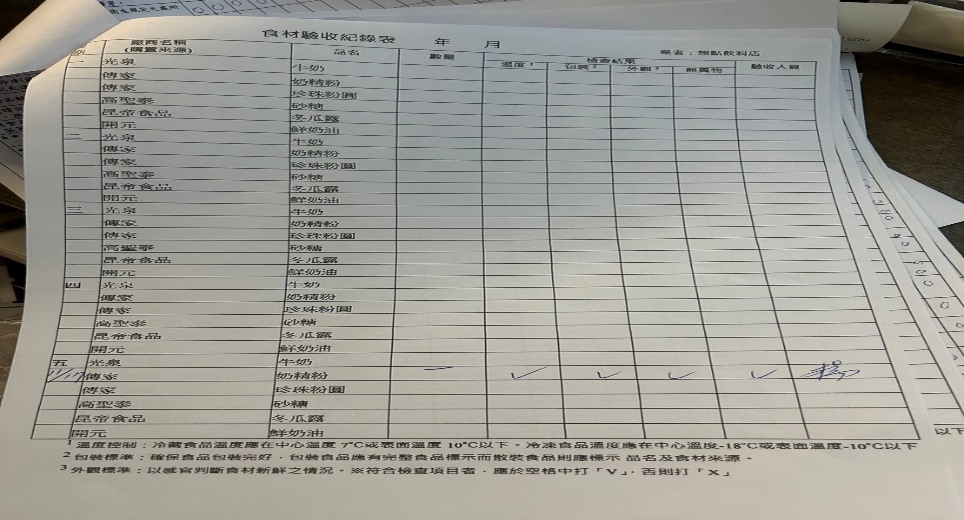 食材驗收紀錄表 年 月
業者：甜點飲料店
廠商名稱 (購置來源) 品名 數量 檢查結果 驗收人員
溫度¹ 包裝² 外觀³ 無異物
一 光泉 牛奶
傳家 奶精粉
傳家 珍珠粉圓
高聖泰 砂糖
昆帝食品 冬瓜露
開元 鮮奶油
二 光泉 牛奶
傳家 奶精粉
傳家 珍珠粉圓
高聖泰 砂糖
昆帝食品 冬瓜露
開元 鮮奶油
三 光泉 牛奶
傳家 奶精粉
傳家 珍珠粉圓
高聖泰 砂糖
昆帝食品 冬瓜露
開元 鮮奶油
四 光泉 牛奶
傳家 奶精粉
傳家 珍珠粉圓
高聖泰 砂糖
昆帝食品 冬瓜露
開元 鮮奶油
五 光泉 牛奶
傳家 奶精粉 一 ✓ ✓ ✓ ✓
傳家 珍珠粉圓
高聖泰 砂糖
昆帝食品 冬瓜露
開元 鮮奶油
¹ 溫度控制：冷藏食品溫度應在中心溫度 7°C或表面溫度 10°C以下。冷凍食品溫度應在中心溫度-18°C或表面溫度-10°C以下
² 包裝標準：確保食品包裝完好，包裝食品應有完整食品標示而散裝食品則應標示 品名及食材來源。
³ 外觀標準：以感官判斷食材新鮮之情況。※符合檢查項目者，應於空格中打「V」，否則打「X」
以下